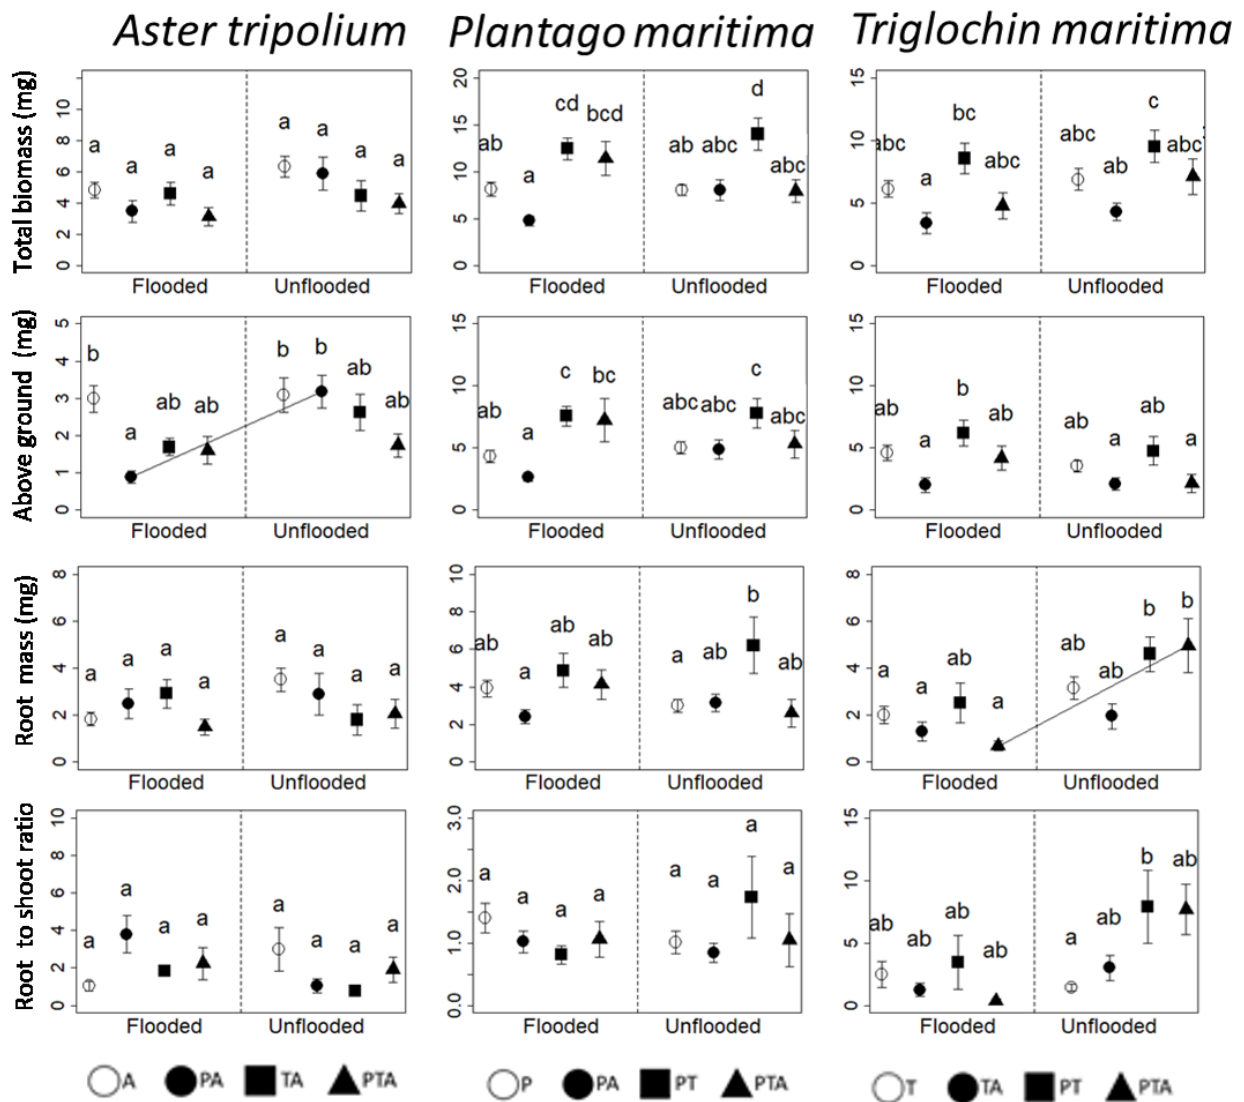 Aster tripolium Plantago maritima Triglochin maritima
Total biomass (mg)
0 2 4 6 8 10
a a a a a a a a
Flooded Unflooded
0 5 10 15 20
ab a cd bcd ab abc d abc
Flooded Unflooded
0 5 10 15
abc a bc abc abc ab c abc
Flooded Unflooded
Above ground (mg)
0 1 2 3 4 5
b a ab ab b b ab ab
Flooded Unflooded
0 5 10 15
ab a c bc abc abc c abc
Flooded Unflooded
0 5 10 15
ab a b ab ab a ab a
Flooded Unflooded
Root mass (mg)
0 2 4 6 8
a a a a a a a a
Flooded Unflooded
0 2 4 6 8 10
ab a ab ab a ab b ab
Flooded Unflooded
0 2 4 6 8
a a ab a ab ab b b
Flooded Unflooded
Root to shoot ratio
0 2 4 6 8 10
a a a a a a a a
Flooded Unflooded
0.0 1.0 2.0 3.0
a a a a a a a a
Flooded Unflooded
0 5 10 15
ab ab ab ab a ab b ab
Flooded Unflooded
A PA TA PTA
P PA PT PTA
T TA PT PTA